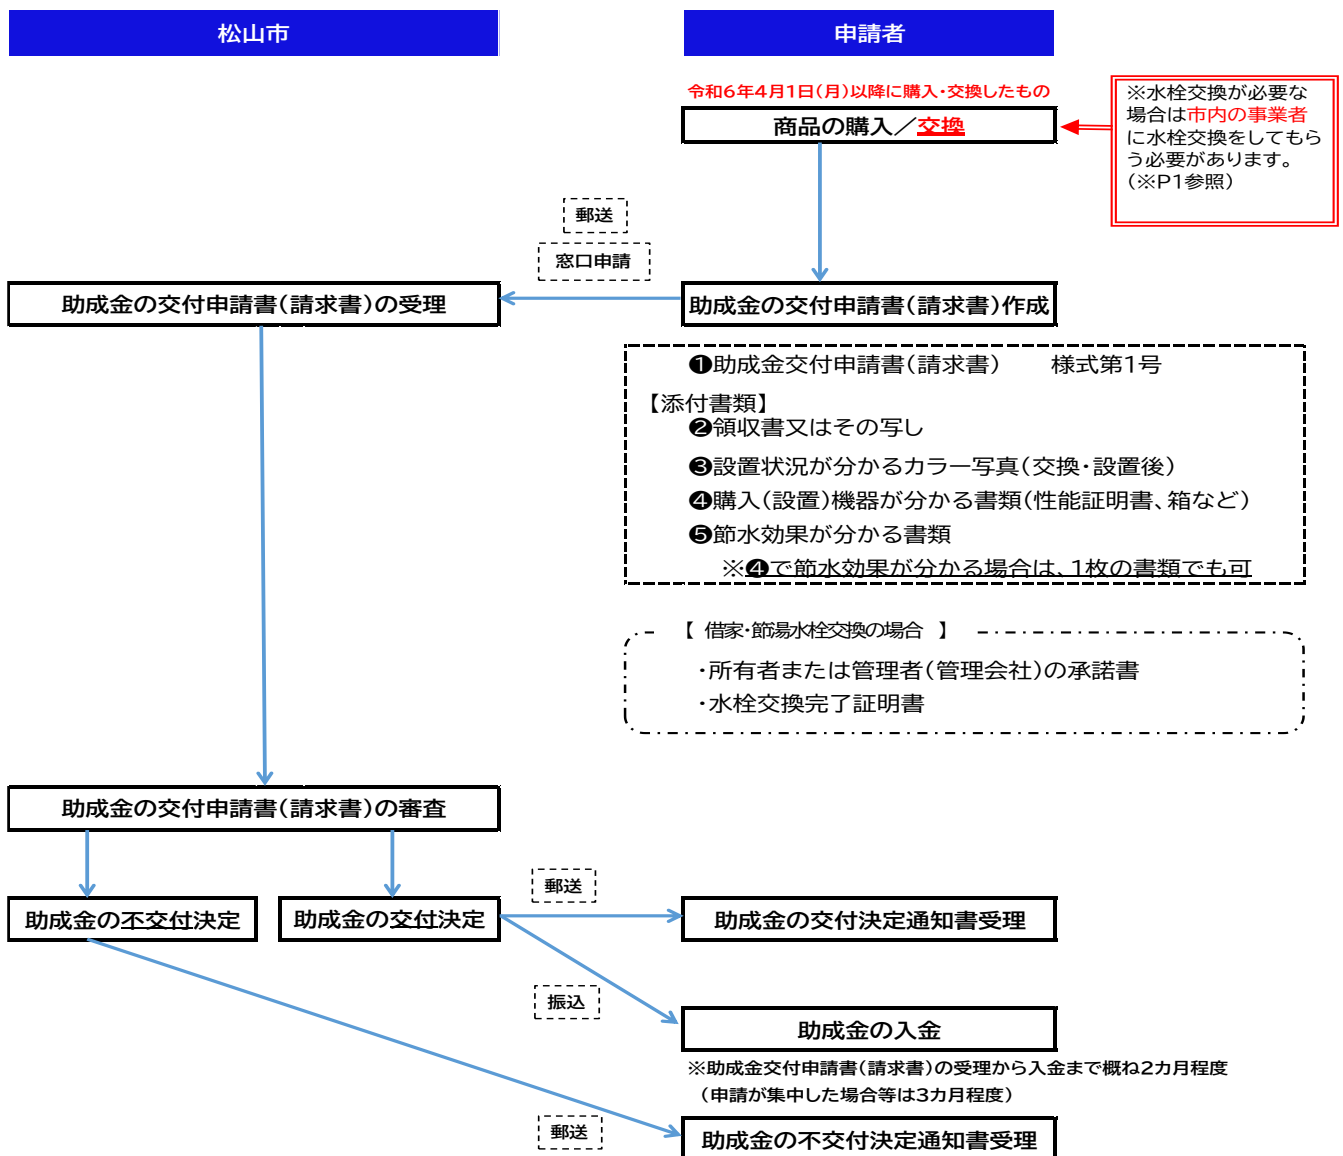 松山市
申請者
令和6年4月1日(月)以降に購入・交換したもの
商品の購入／交換
※水栓交換が必要な
場合は市内の事業者
に水栓交換をしてもら
う必要があります。
(※P1参照)
郵送
窓口申請
助成金の交付申請書(請求書)の受理
助成金の交付申請書(請求書)作成
❶助成金交付申請書(請求書)　様式第1号
【添付書類】
❷領収書又はその写し
❸設置状況が分かるカラー写真(交換・設置後)
❹購入(設置)機器が分かる書類(性能証明書、箱など)
❺節水効果が分かる書類
※❹で節水効果が分かる場合は、1枚の書類でも可
【 借家・節湯水栓交換の場合 】
・所有者または管理者(管理会社)の承諾書
・水栓交換完了証明書
助成金の交付申請書(請求書)の審査
郵送
助成金の不交付決定
助成金の交付決定
助成金の交付決定通知書受理
振込
助成金の入金
※助成金交付申請書(請求書)の受理から入金まで概ね2カ月程度
(申請が集中した場合等は3カ月程度)
郵送
助成金の不交付決定通知書受理